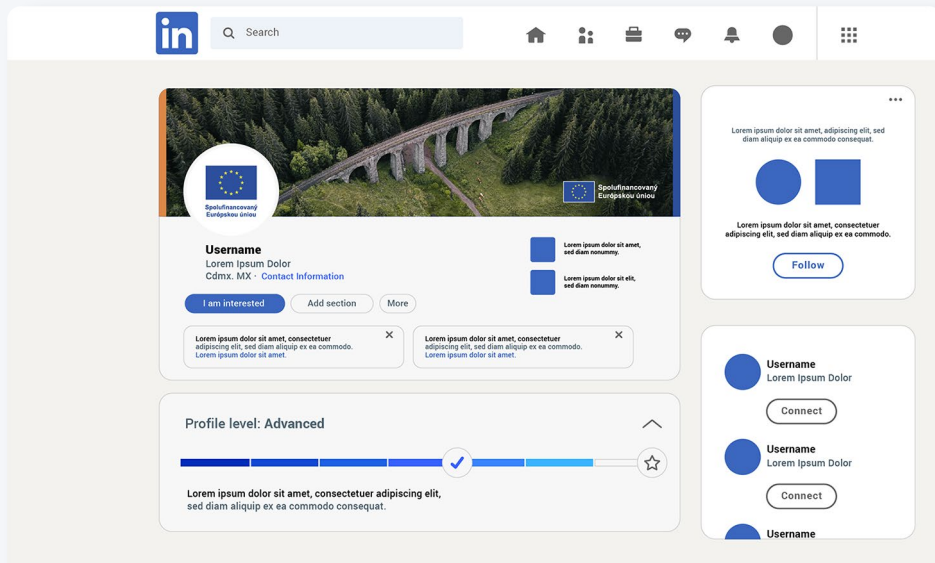 in
Search
Spolufinancovaný
Európskou úniou
Spolufinancovaný
Európskou úniou
Username
Lorem Ipsum Dolor
Cdmx. MX · Contact Information
I am interested
Add section
More
Lorem ipsum dolor sit amet,
sed diam nonummy.
Lorem ipsum dolor sit elit,
sed diam nonummy.
Lorem ipsum dolor sit amet, consectetuer
adipiscing elit, sed diam aliquip ex ea commodo.
Lorem ipsum dolor sit amet.
Lorem ipsum dolor sit amet, consectetuer
adipiscing elit, sed diam aliquip ex ea commodo.
Lorem ipsum dolor sit amet.
Profile level: Advanced
Lorem ipsum dolor sit amet, consectetuer adipiscing elit,
sed diam aliquip ex ea commodo consequat.
Lorem ipsum dolor sit amet, adipiscing elit, sed
diam aliquip ex ea commodo consequat.
Lorem ipsum dolor sit amet, consectetuer
adipiscing elit, sed diam aliquip ex ea commodo.
Follow
Username
Lorem Ipsum Dolor
Connect
Username
Lorem Ipsum Dolor
Connect
Username